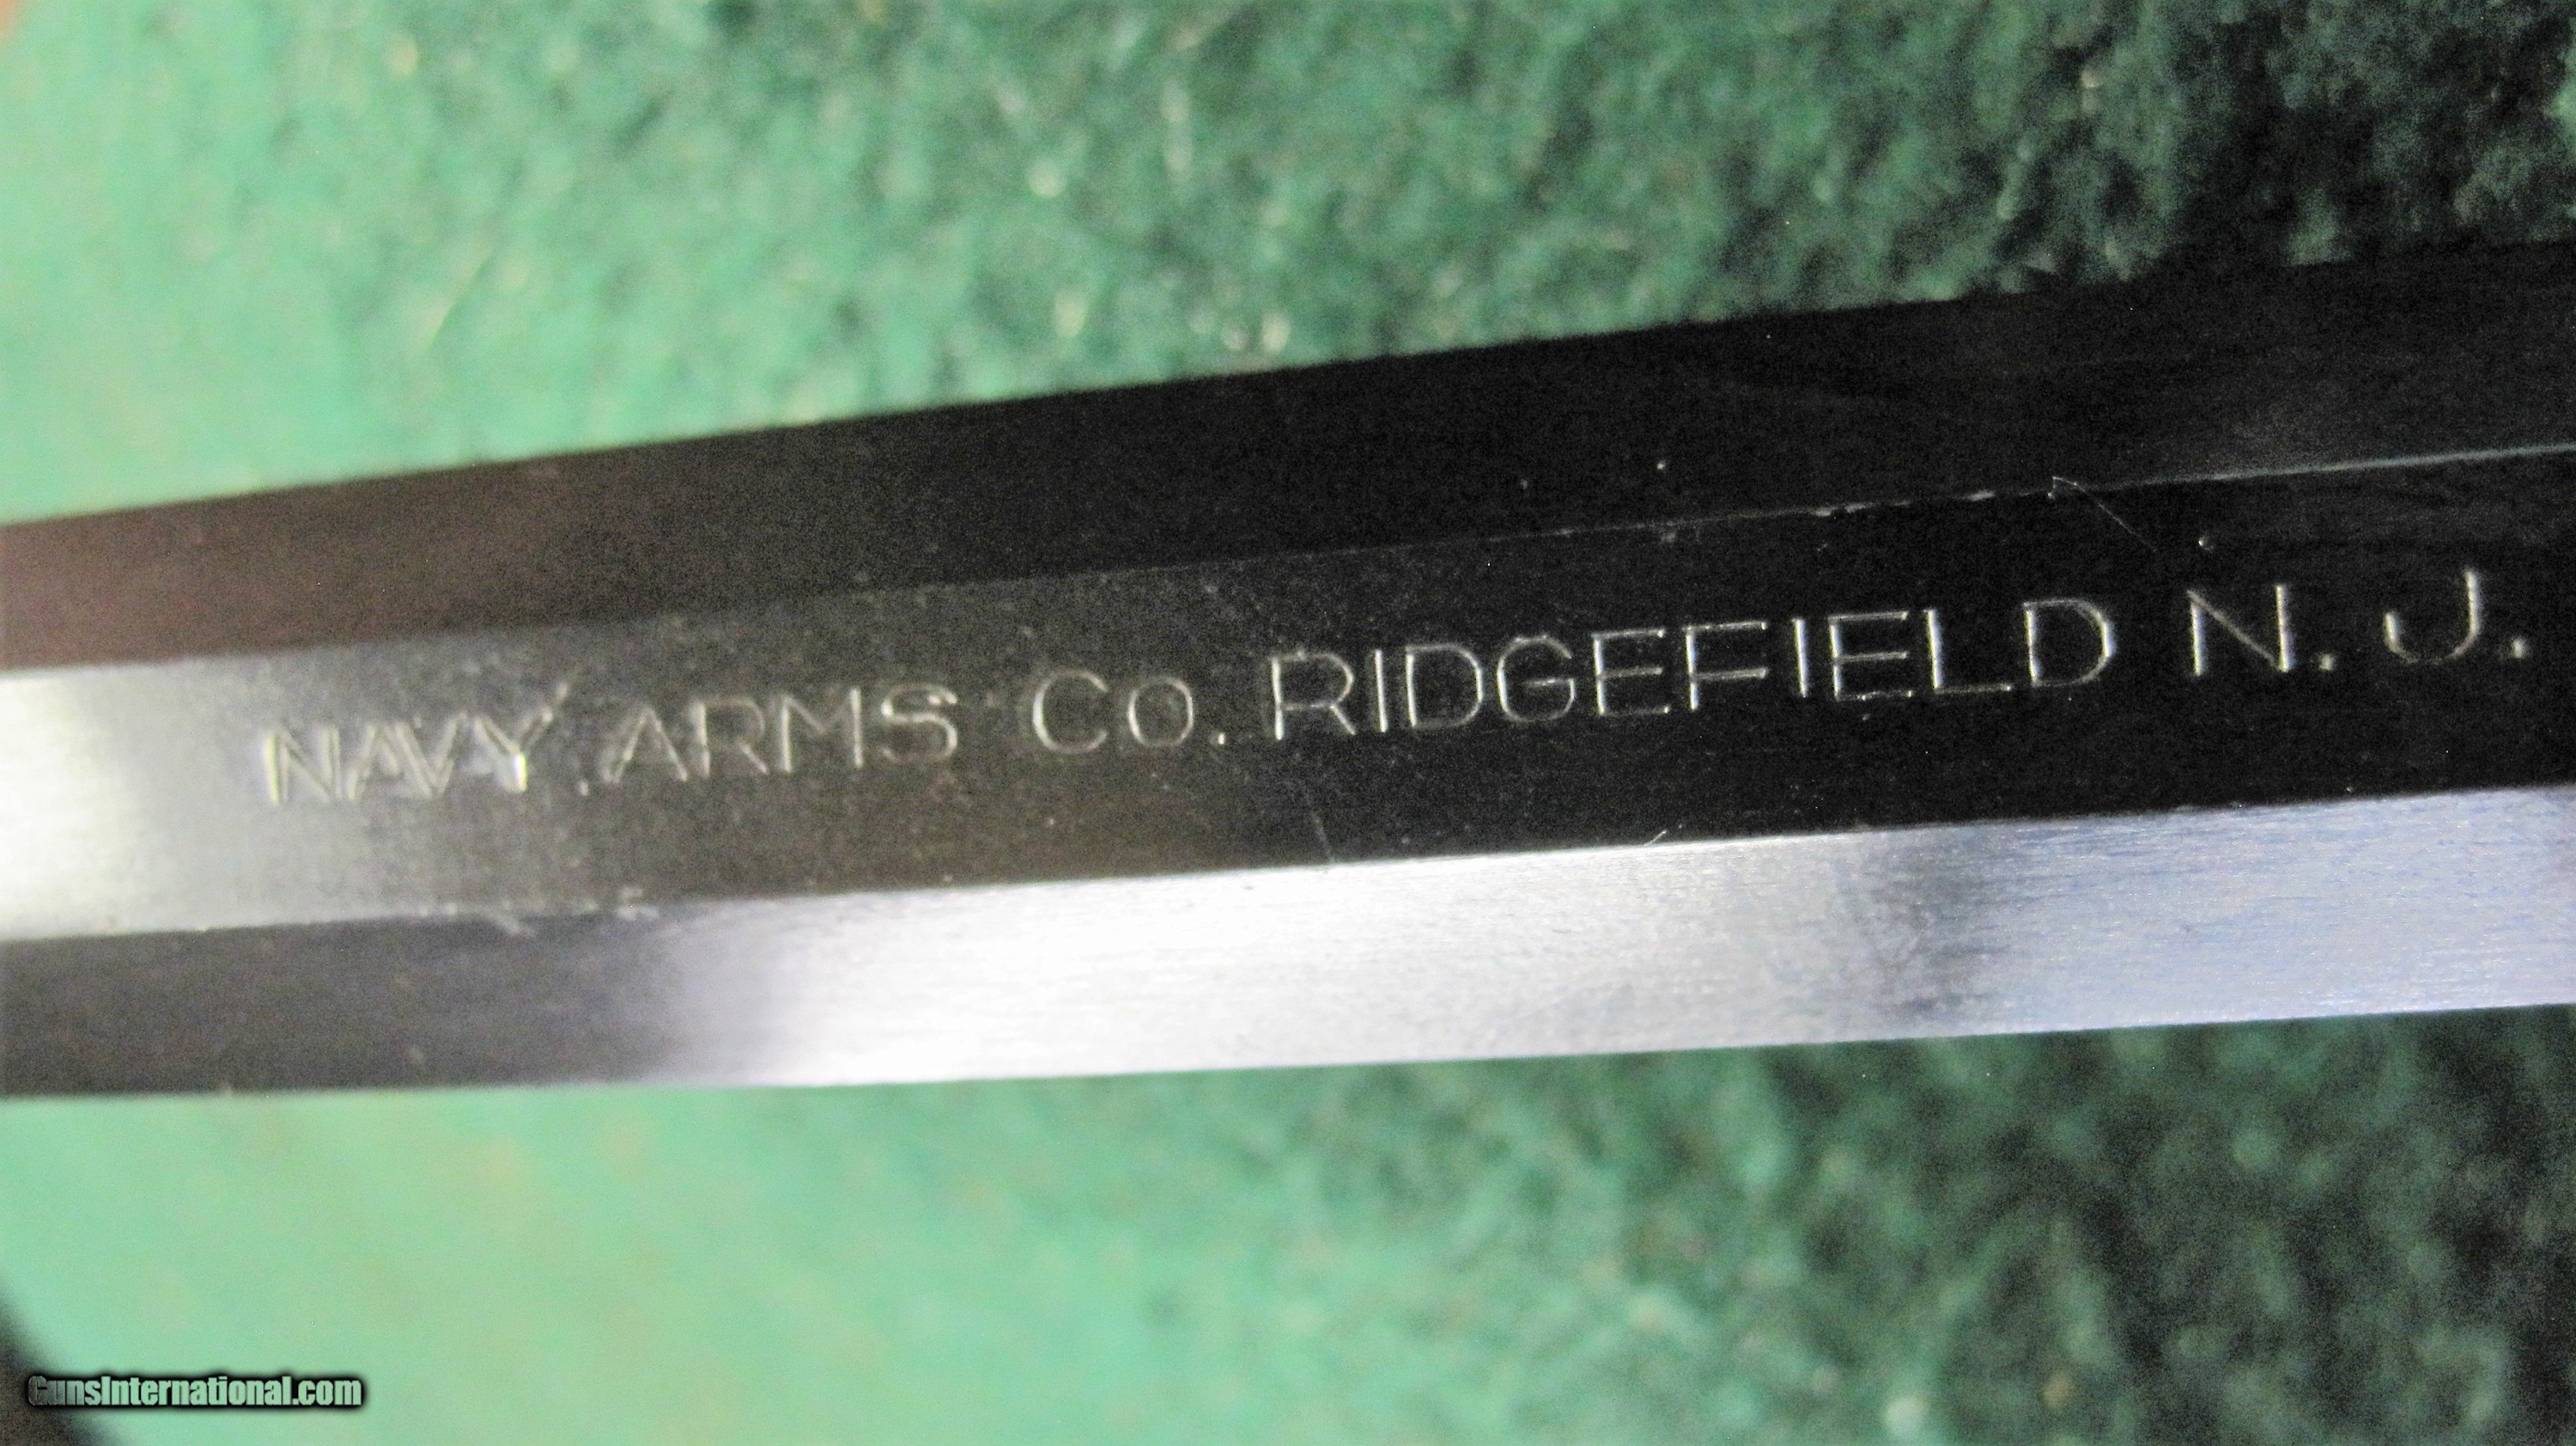 NAVY ARMS Co. RIDGEFIELD N. J.
GunsInternational.com